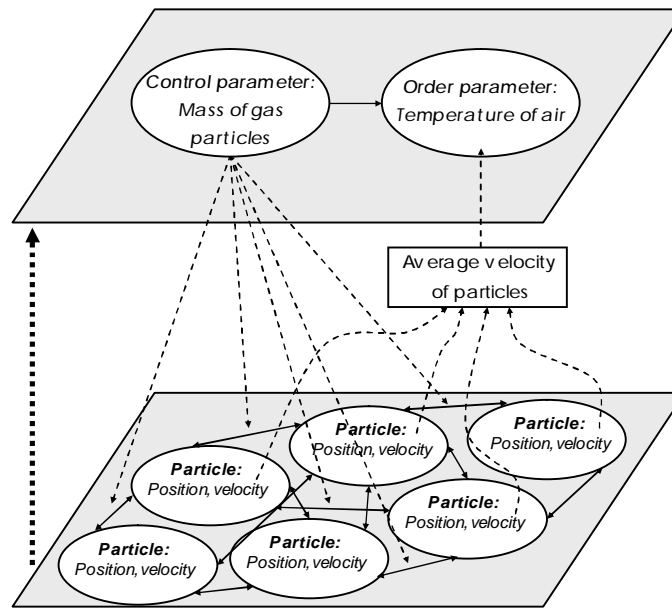 Control parameter:
Mass of gas
particles
Order parameter:
Temperature of air
Average velocity
of particles
Particle:
Position, velocity
Particle:
Position, velocity
Particle:
Position, velocity
Particle:
Position, velocity
Particle:
Position, velocity
Particle:
Position, velocity